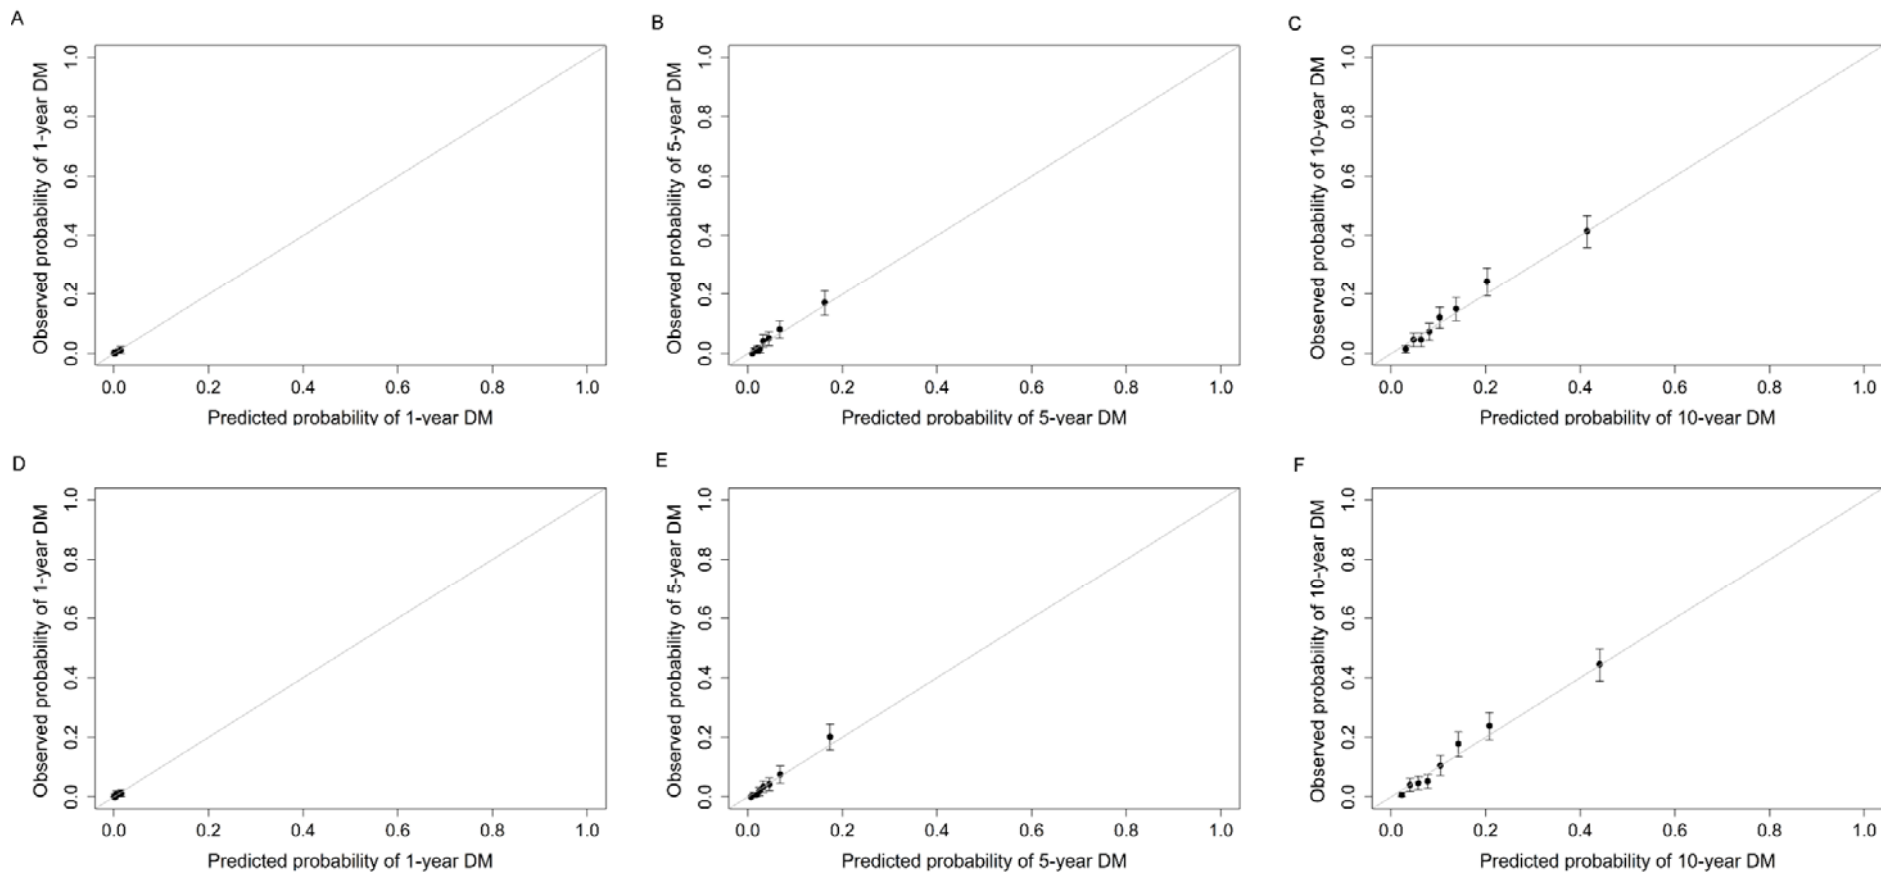 A
B
C
Observed probability of 1-year DM
1.0
0.8
0.6
0.4
0.2
0.0
0.0 0.2 0.4 0.6 0.8 1.0
Predicted probability of 1-year DM
Observed probability of 5-year DM
1.0
0.8
0.6
0.4
0.2
0.0
0.0 0.2 0.4 0.6 0.8 1.0
Predicted probability of 5-year DM
Observed probability of 10-year DM
1.0
0.8
0.6
0.4
0.2
0.0
0.0 0.2 0.4 0.6 0.8 1.0
Predicted probability of 10-year DM
D
E
F
Observed probability of 1-year DM
1.0
0.8
0.6
0.4
0.2
0.0
0.0 0.2 0.4 0.6 0.8 1.0
Predicted probability of 1-year DM
Observed probability of 5-year DM
1.0
0.8
0.6
0.4
0.2
0.0
0.0 0.2 0.4 0.6 0.8 1.0
Predicted probability of 5-year DM
Observed probability of 10-year DM
1.0
0.8
0.6
0.4
0.2
0.0
0.0 0.2 0.4 0.6 0.8 1.0
Predicted probability of 10-year DM